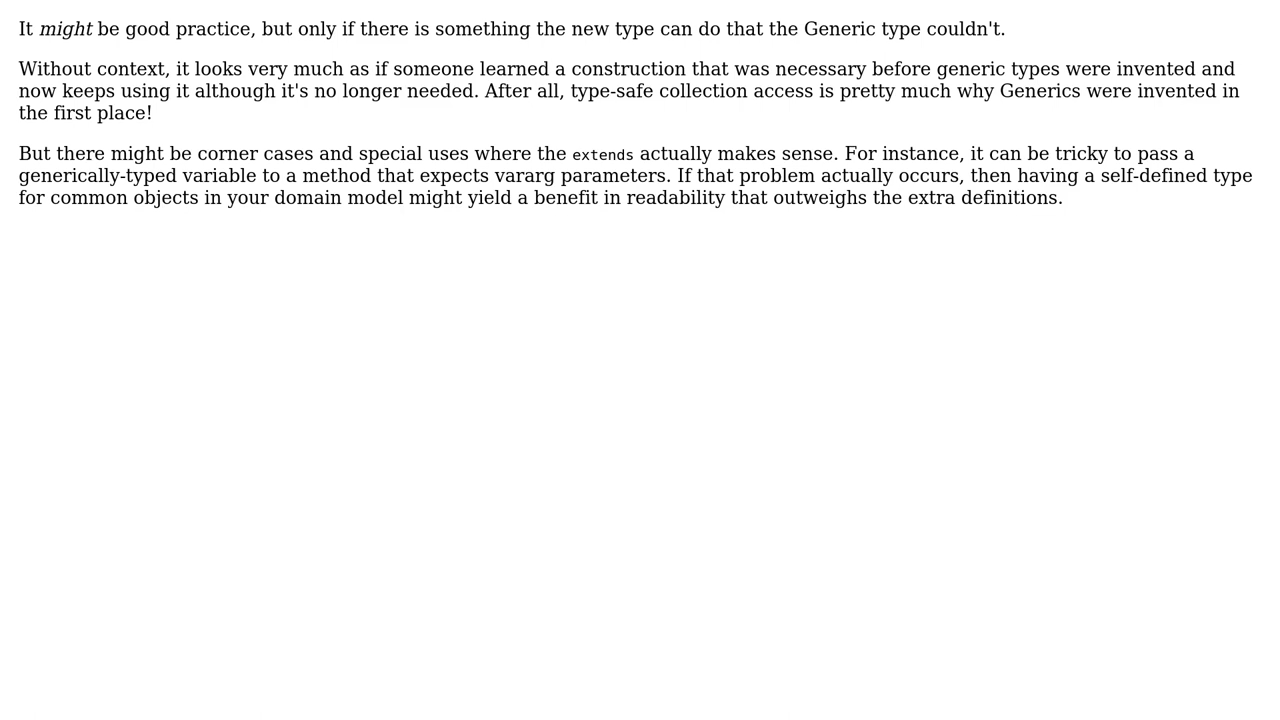 It might be good practice, but only if there is something the new type can do that the Generic type couldn't.
Without context, it looks very much as if someone learned a construction that was necessary before generic types were invented and
now keeps using it although it's no longer needed. After all, type-safe collection access is pretty much why Generics were invented in
the first place!
But there might be corner cases and special uses where the extends actually makes sense. For instance, it can be tricky to pass a
generically-typed variable to a method that expects vararg parameters. If that problem actually occurs, then having a self-defined type
for common objects in your domain model might yield a benefit in readability that outweighs the extra definitions.